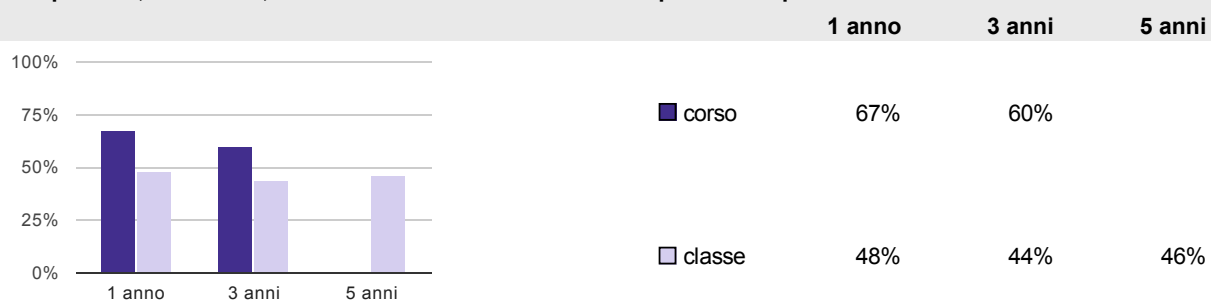 1 anno 3 anni 5 anni
100%
75%
50%
25%
0%
1 anno 3 anni 5 anni
corso 67% 60%
classe 48% 44% 46%